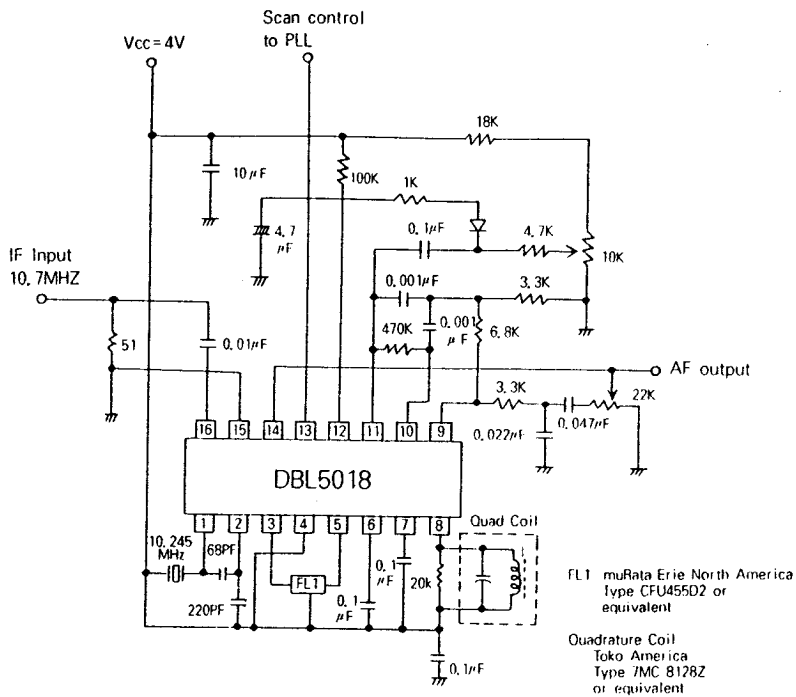 Scan control
to PLL
Vcc=4V
18K
10μF
100K
1K
4.7
μF
0.1μF
4.7K
10K
IF Input
10.7MHZ
0.001μF
3.3K
51
0.01μF
470K
0.001
μF
6.8K
AF output
3.3K
22K
0.022μF
0.047μF
16 15 14 13 12 11 10 9
DBL5018
1 2 3 4 5 6 7 8
Quad Coil
10.245
MHz
68PF
FL1
0.1
μF
20k
220PF
0.1
μF
0.1μF
FL1 muRata Erie North America
Type CFU455D2 or
equivalent
Quadrature Coil
Toko America
Type 7MC 8128Z
or equivalent